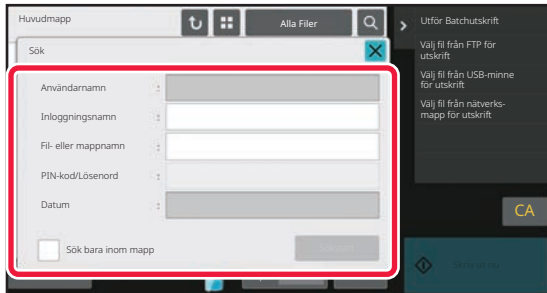 Huvudmapp
Alla Filer
Sök
Användarnamn :
Inloggningsnamn :
Fil- eller mappnamn :
PIN-kod/Lösenord :
Datum :
Sök bara inom mapp
Utför Batchutskrift
Välj fil från FTP för
utskrift
Välj fil från USB-minne
för utskrift
Välj fil från nätverks-
mapp för utskrift
CA